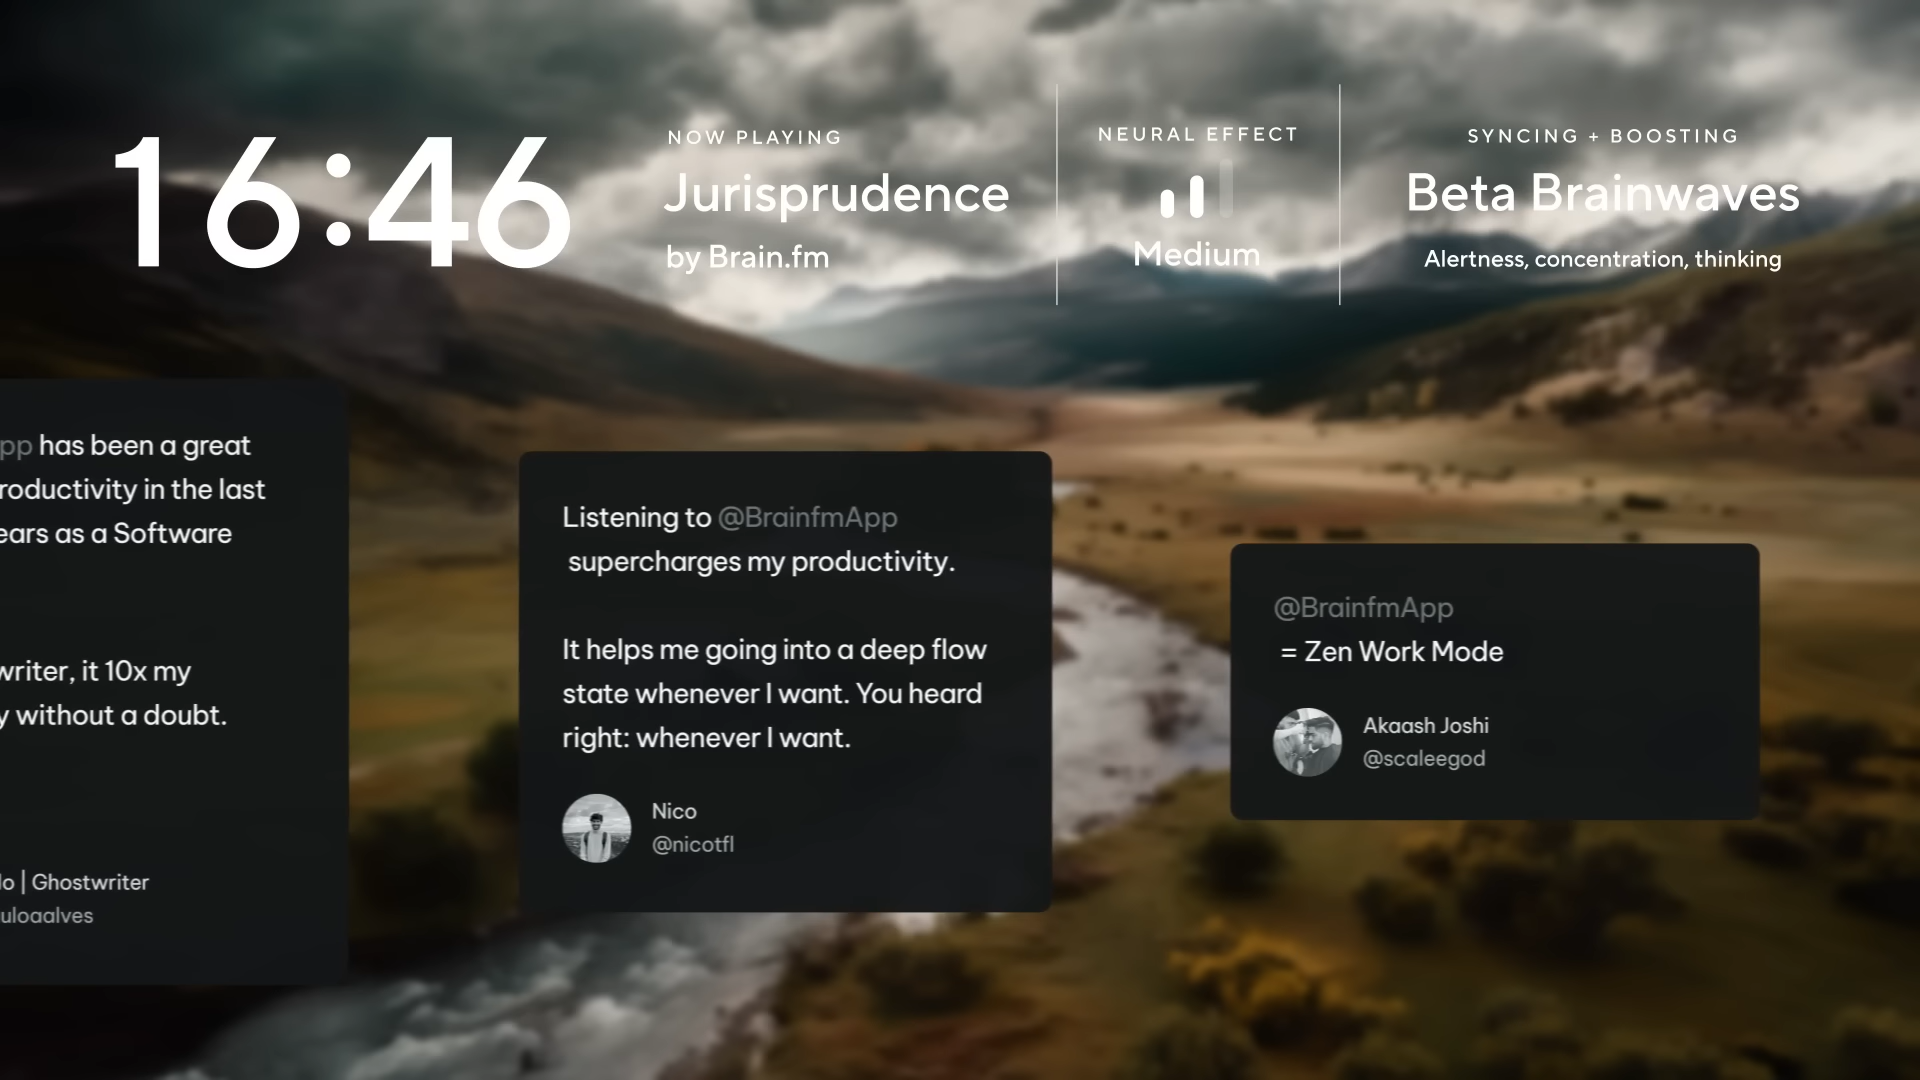 16:46
NOW PLAYING
Jurisprudence
by Brain.fm
NEURAL EFFECT
Medium
SYNCING + BOOSTING
Beta Brainwaves
Alertness, concentration, thinking
has been a great
in the last
as a Software
it 10x my
without a doubt.
| Ghostwriter
Listening to @BrainfmApp
supercharges my productivity.
It helps me going into a deep flow
state whenever I want. You heard
right: whenever I want.
Nico
@nicotfl
@BrainfmApp
= Zen Work Mode
Akaash Joshi
@scaleegod